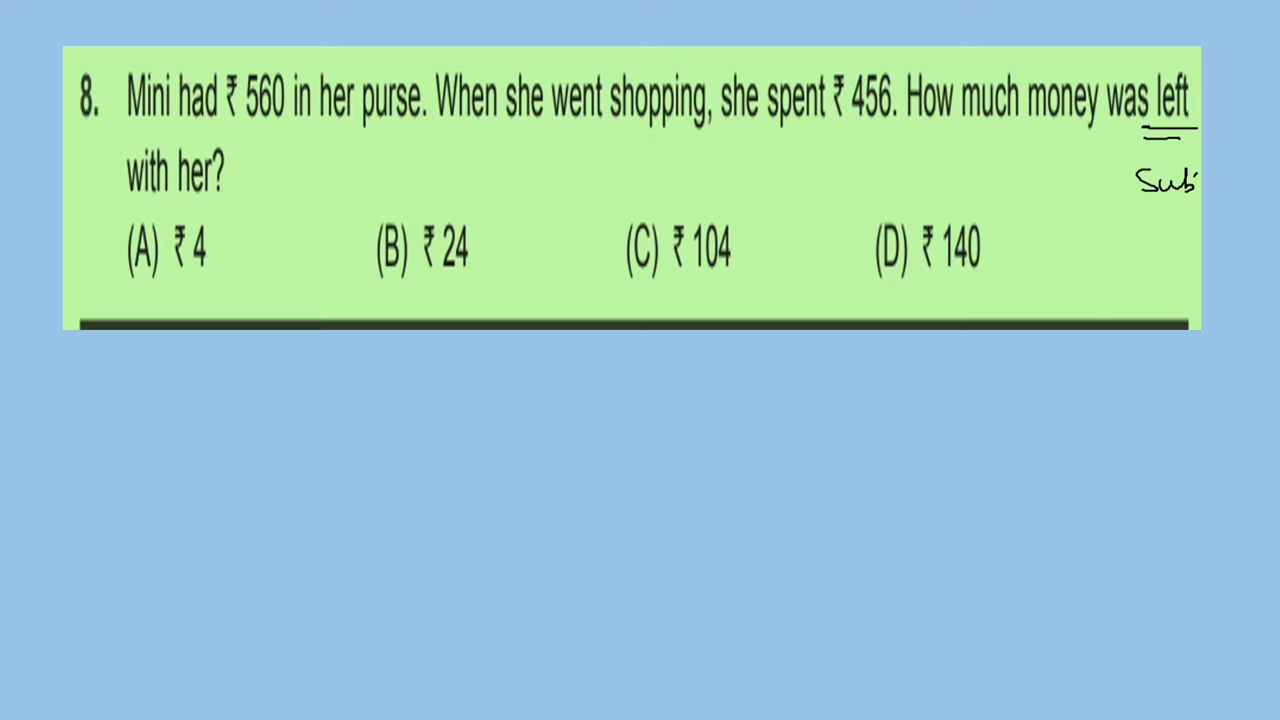 8. Mini had ₹ 560 in her purse. When she went shopping, she spent ₹ 456. How much money was left
with her?
Sub
(A) ₹ 4 (B) ₹ 24 (C) ₹ 104 (D) ₹ 140